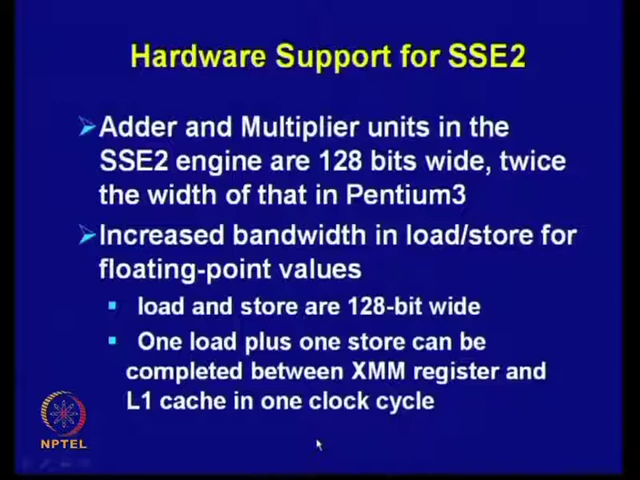 Hardware Support for SSE2
Adder and Multiplier units in the
SSE2 engine are 128 bits wide, twice
the width of that in Pentium3
Increased bandwidth in load/store for
floating-point values
load and store are 128-bit wide
One load plus one store can be
completed between XMM register and
L1 cache in one clock cycle
NPTEL